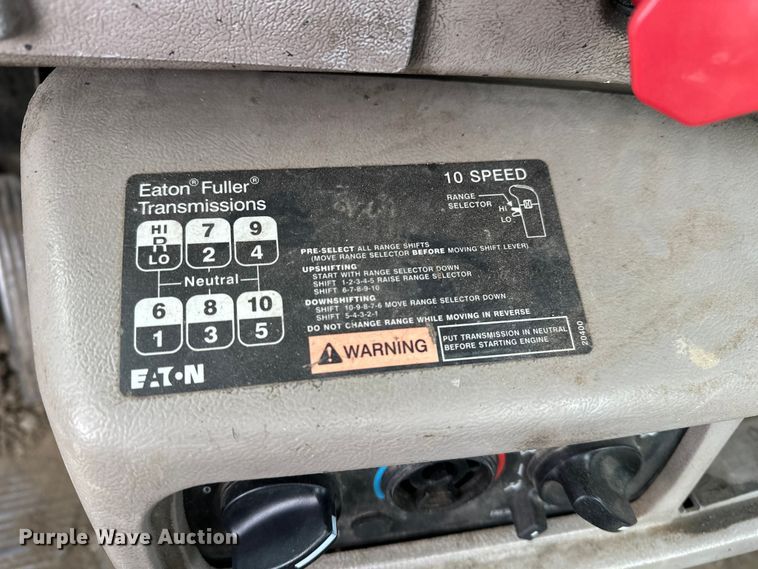 Eaton® Fuller®
Transmissions
10 SPEED
RANGE
SELECTOR
HI
LO
HI 7 9
R
LO 2 4
Neutral
6 8 10
1 3 5
PRE-SELECT ALL RANGE SHIFTS
(MOVE RANGE SELECTOR BEFORE MOVING SHIFT LEVER)
UPSHIFTING
START WITH RANGE SELECTOR DOWN
SHIFT 1-2-3-4-5 RAISE RANGE SELECTOR
SHIFT 6-7-8-9-10
DOWNSHIFTING
SHIFT 10-9-8-7-6 MOVE RANGE SELECTOR DOWN
SHIFT 5-4-3-2-1
DO NOT CHANGE RANGE WHILE MOVING IN REVERSE
WARNING
PUT TRANSMISSION IN NEUTRAL
BEFORE STARTING ENGINE
20400
EATON
Purple Wave Auction